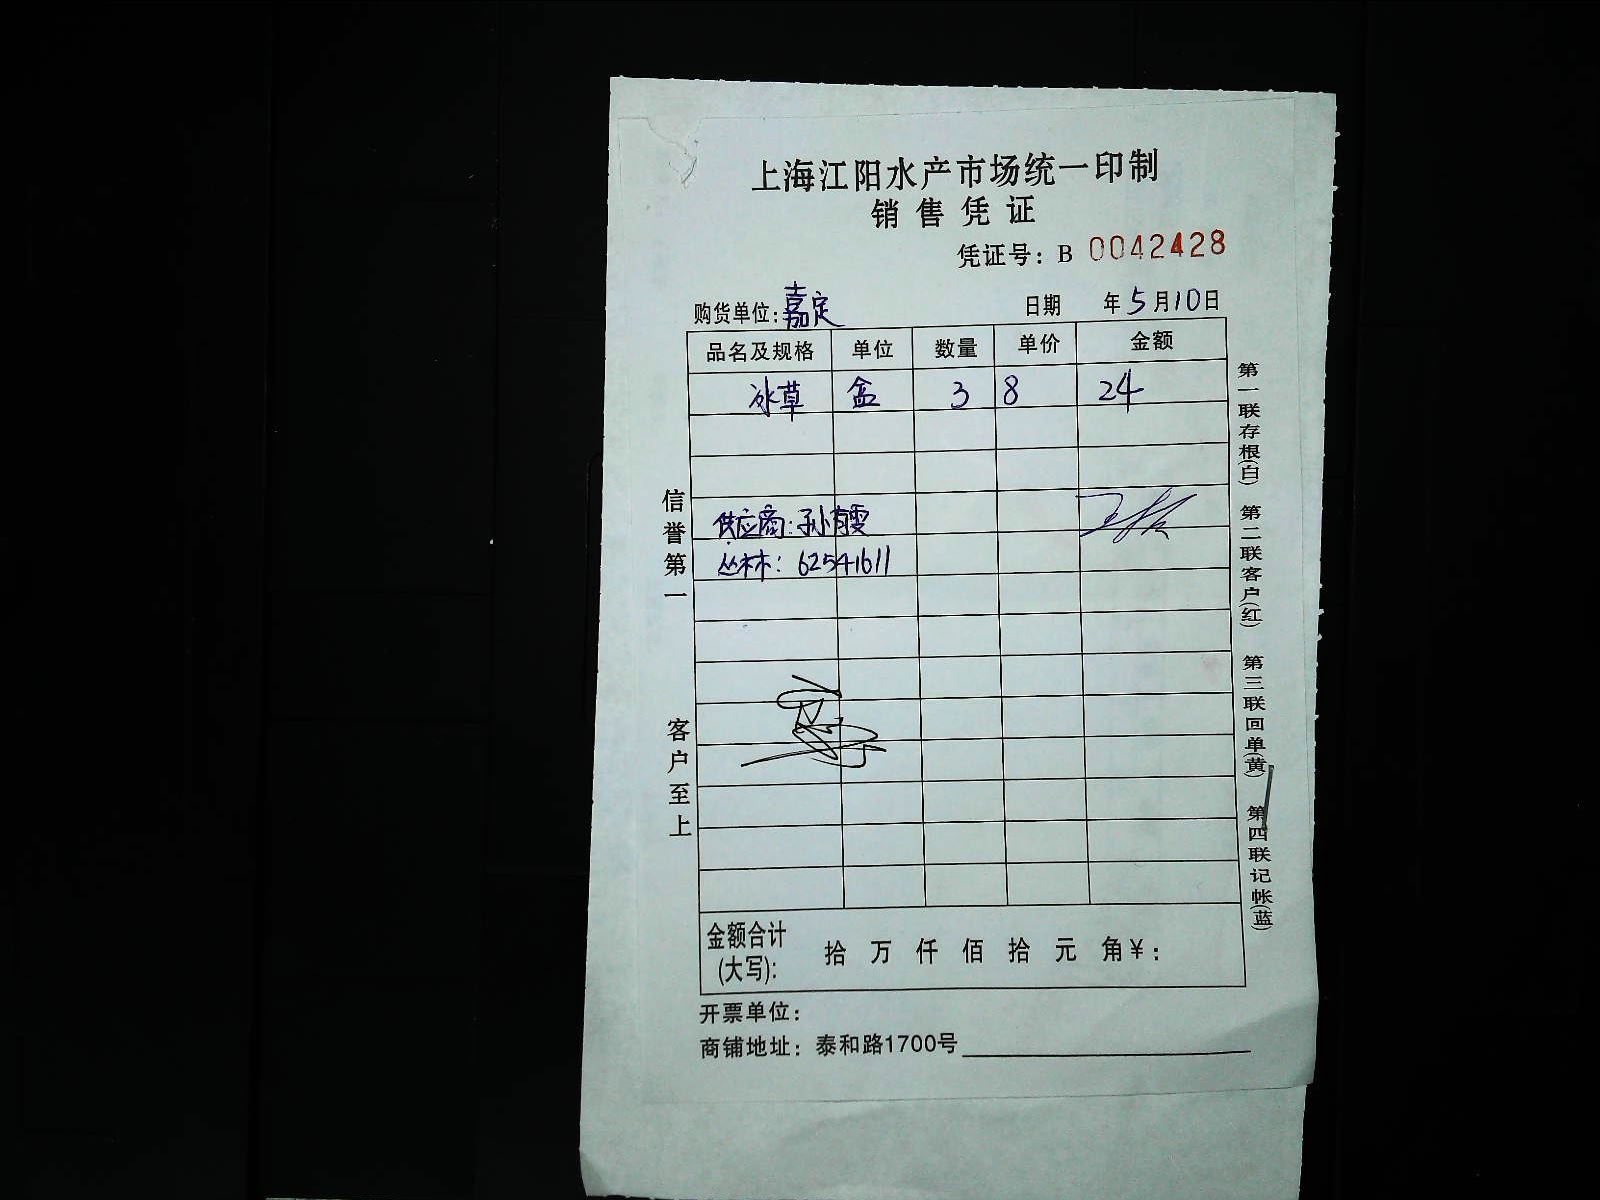 上海江阳水产市场统一印制
销售凭证
凭证号：B 0042428
购货单位：嘉定 日期 年5月10日
品名及规格 单位 数量 单价 金额
冰草 盒 3 8 24
供应商：孙有雯
丛林：62541611
金额合计(大写)： 拾 万 仟 佰 拾 元 角￥：
开票单位：
商铺地址：泰和路1700号
信誉第一
客户至上
第一联存根(白) 第二联客户(红) 第三联回单(黄) 第四联记帐(蓝)